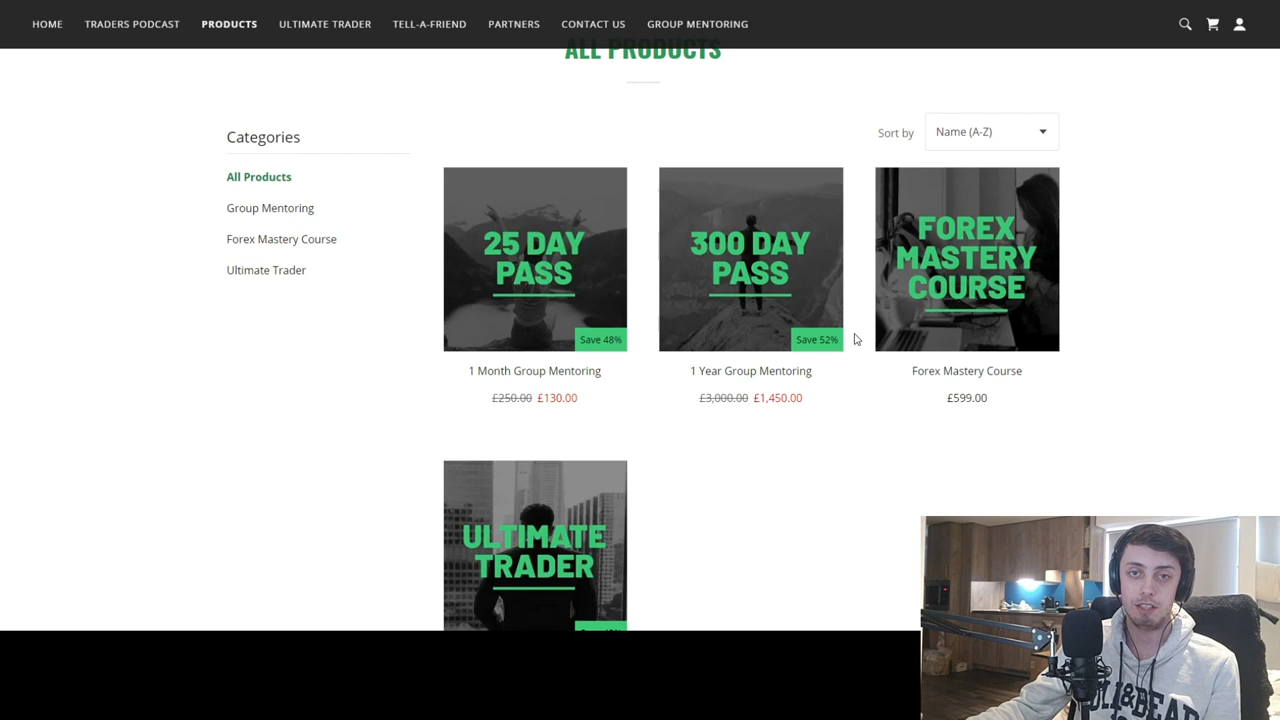 HOME TRADERS PODCAST PRODUCTS ULTIMATE TRADER TELL-A-FRIEND PARTNERS CONTACT US GROUP MENTORING
ALL PRODUCTS
Categories
All Products
Group Mentoring
Forex Mastery Course
Ultimate Trader
Sort by Name (A-Z)
25 DAY
PASS
Save 48%
1 Month Group Mentoring
£250.00 £130.00
300 DAY
PASS
Save 52%
1 Year Group Mentoring
£3,000.00 £1,450.00
FOREX
MASTERY
COURSE
Forex Mastery Course
£599.00
ULTIMATE
TRADER